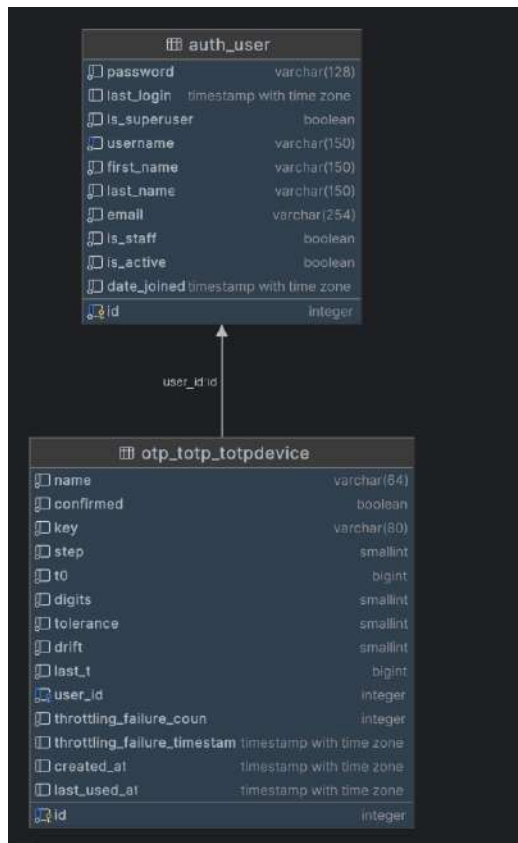 auth_user
password varchar(128)
last_login timestamp with time zone
is_superuser boolean
username varchar(150)
first_name varchar(150)
last_name varchar(150)
email varchar(254)
is_staff boolean
is_active boolean
date_joined timestamp with time zone
id integer
user_id:id
otp_totp_totpdevice
name varchar(64)
confirmed boolean
key varchar(80)
step smallint
t0 bigint
digits smallint
tolerance smallint
drift smallint
last_t bigint
user_id integer
throttling_failure_coun integer
throttling_failure_timestam timestamp with time zone
created_at timestamp with time zone
last_used_at timestamp with time zone
id integer